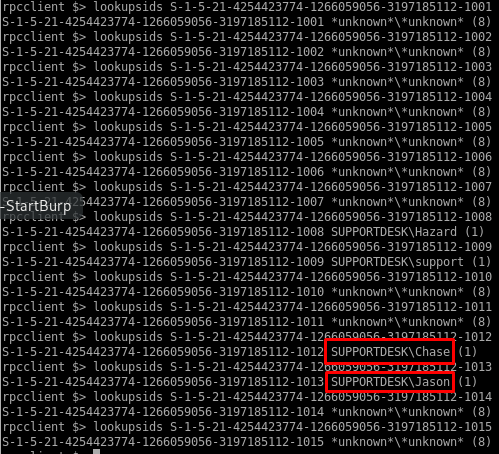 rpcclient $> lookupsids S-1-5-21-4254423774-1266059056-3197185112-1001
S-1-5-21-4254423774-1266059056-3197185112-1001 *unknown*\*unknown* (8)
rpcclient $> lookupsids S-1-5-21-4254423774-1266059056-3197185112-1002
S-1-5-21-4254423774-1266059056-3197185112-1002 *unknown*\*unknown* (8)
rpcclient $> lookupsids S-1-5-21-4254423774-1266059056-3197185112-1003
S-1-5-21-4254423774-1266059056-3197185112-1003 *unknown*\*unknown* (8)
rpcclient $> lookupsids S-1-5-21-4254423774-1266059056-3197185112-1004
S-1-5-21-4254423774-1266059056-3197185112-1004 *unknown*\*unknown* (8)
rpcclient $> lookupsids S-1-5-21-4254423774-1266059056-3197185112-1005
S-1-5-21-4254423774-1266059056-3197185112-1005 *unknown*\*unknown* (8)
rpcclient $> lookupsids S-1-5-21-4254423774-1266059056-3197185112-1006
S-1-5-21-4254423774-1266059056-3197185112-1006 *unknown*\*unknown* (8)
rpcclient $> lookupsids S-1-5-21-4254423774-1266059056-3197185112-1007
S-1-5-21-4254423774-1266059056-3197185112-1007 *unknown*\*unknown* (8)
-StartBurp
rpcclient $> lookupsids S-1-5-21-4254423774-1266059056-3197185112-1008
S-1-5-21-4254423774-1266059056-3197185112-1008 SUPPORTDESK\Hazard (1)
rpcclient $> lookupsids S-1-5-21-4254423774-1266059056-3197185112-1009
S-1-5-21-4254423774-1266059056-3197185112-1009 SUPPORTDESK\support (1)
rpcclient $> lookupsids S-1-5-21-4254423774-1266059056-3197185112-1010
S-1-5-21-4254423774-1266059056-3197185112-1010 *unknown*\*unknown* (8)
rpcclient $> lookupsids S-1-5-21-4254423774-1266059056-3197185112-1011
S-1-5-21-4254423774-1266059056-3197185112-1011 *unknown*\*unknown* (8)
rpcclient $> lookupsids S-1-5-21-4254423774-1266059056-3197185112-1012
S-1-5-21-4254423774-1266059056-3197185112-1012 SUPPORTDESK\Chase (1)
rpcclient $> lookupsids S-1-5-21-4254423774-1266059056-3197185112-1013
S-1-5-21-4254423774-1266059056-3197185112-1013 SUPPORTDESK\Jason (1)
rpcclient $> lookupsids S-1-5-21-4254423774-1266059056-3197185112-1014
S-1-5-21-4254423774-1266059056-3197185112-1014 *unknown*\*unknown* (8)
rpcclient $> lookupsids S-1-5-21-4254423774-1266059056-3197185112-1015
S-1-5-21-4254423774-1266059056-3197185112-1015 *unknown*\*unknown* (8)
rpcclient $>